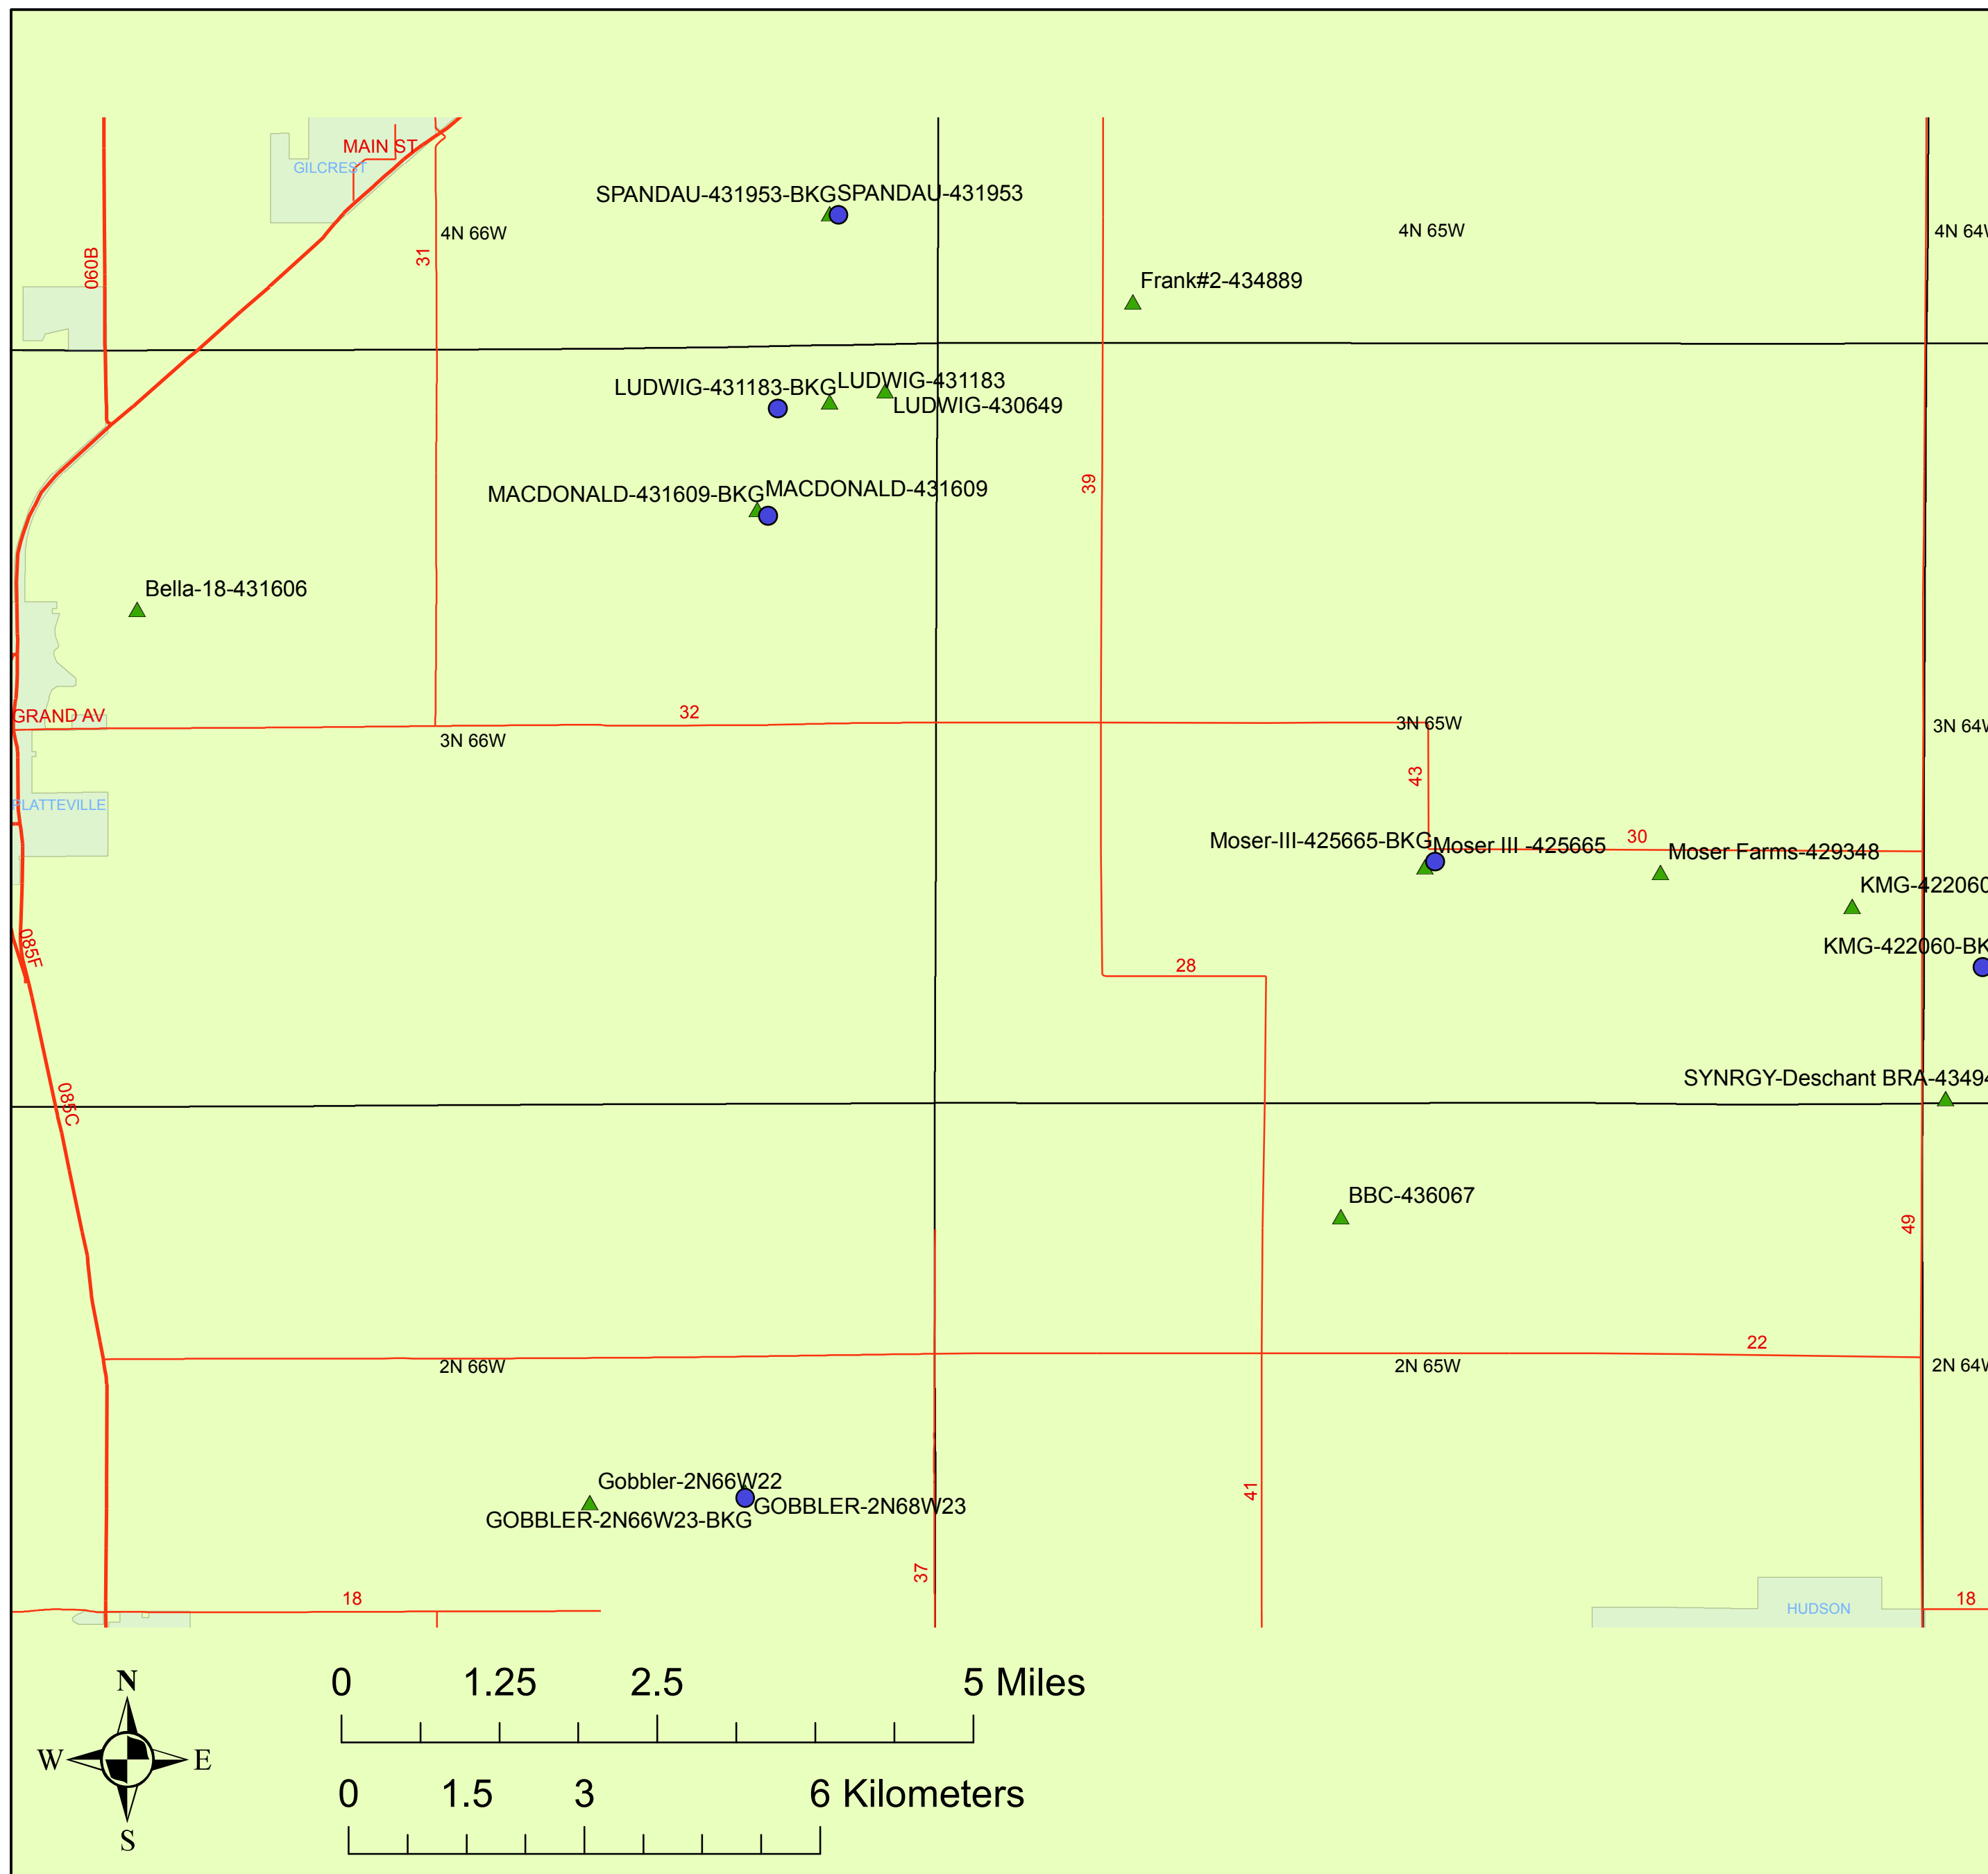 MAIN ST
GILCREST
SPANDAU-431953-BKG
SPANDAU-431953
4N 66W
4N 65W
4N 64W
060B
31
Frank#2-434889
LUDWIG-431183-BKG
LUDWIG-431183
LUDWIG-430649
39
MACDONALD-431609-BKG
MACDONALD-431609
Bella-18-431606
GRAND AV
32
3N 66W
3N 65W
3N 64W
43
PLATTEVILLE
Moser-III-425665-BKG
Moser III -425665
30
Moser Farms-429348
KMG-422060
085F
28
KMG-422060-BK
SYNRGY-Deschant BRA-43494
085C
BBC-436067
49
22
2N 66W
2N 65W
2N 64W
Gobbler-2N66W22
GOBBLER-2N68W23
GOBBLER-2N66W23-BKG
41
37
18
HUDSON
18
N
W E
S
0 1.25 2.5 5 Miles
0 1.5 3 6 Kilometers